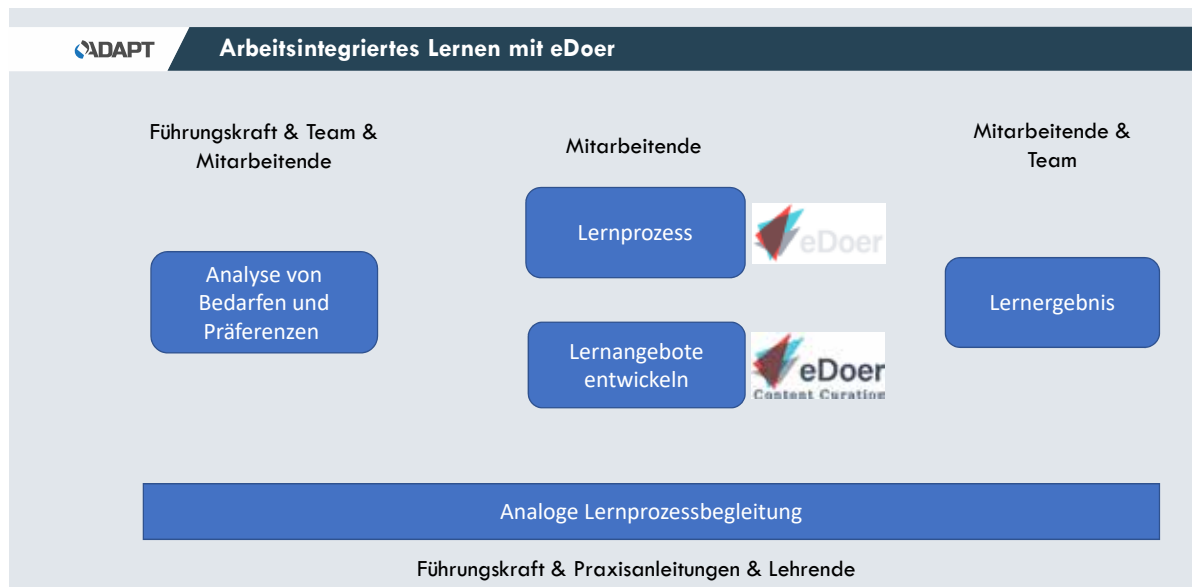 ADAPT
Arbeitsintegriertes Lernen mit eDoer
Führungskraft & Team &
Mitarbeitende
Mitarbeitende
Mitarbeitende &
Team
Lernprozess
eDoer
Analyse von
Bedarfen und
Präferenzen
Lernergebnis
Lernangebote
entwickeln
eDoer
Content Curation
Analoge Lernprozessbegleitung
Führungskraft & Praxisanleitungen & Lehrende